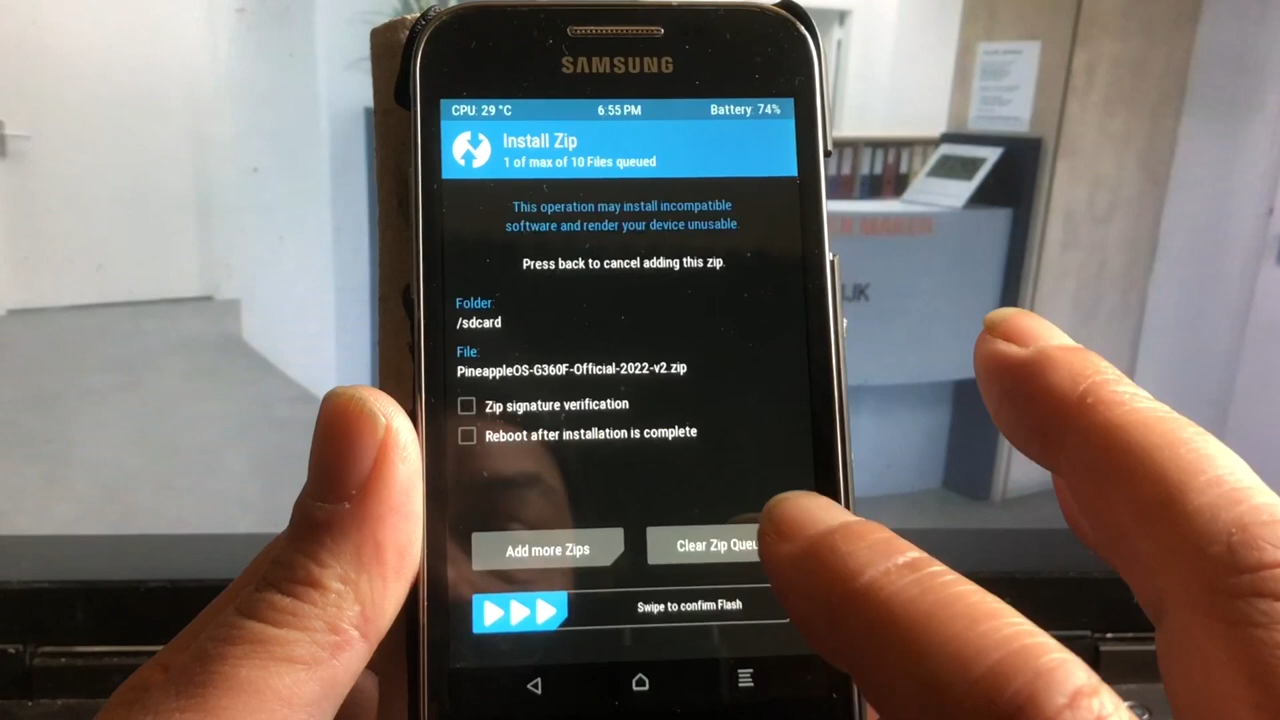 SAMSUNG
CPU: 29 °C 6:55 PM Battery: 74%
Install Zip
1 of max of 10 Files queued
This operation may install incompatible
software and render your device unusable.
Press back to cancel adding this zip.
Folder:
/sdcard
File:
PineappleOS-G360F-Official-2022-v2.zip
Zip signature verification
Reboot after installation is complete
Add more Zips
Clear Zip Queu
Swipe to confirm Flash
IJK